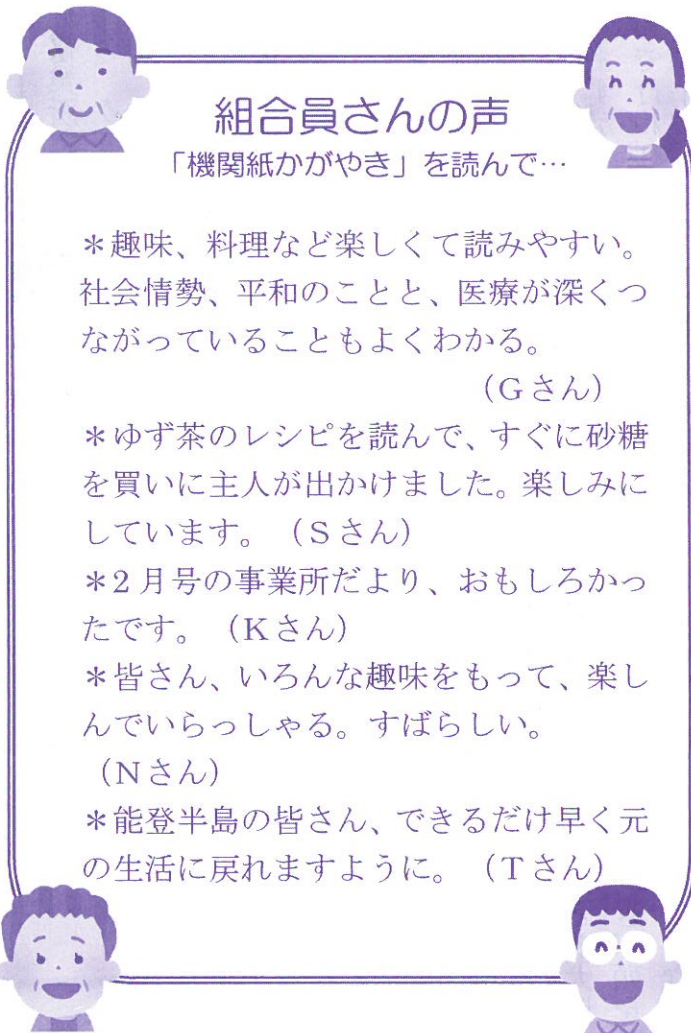 組合員さんの声
「機関紙かがやき」を読んで…
＊趣味、料理など楽しくて読みやすい。
社会情勢、平和のことと、医療が深くつ
ながっていることもよくわかる。
（Gさん）
＊ゆず茶のレシピを読んで、すぐに砂糖
を買いに主人が出かけました。楽しみに
しています。（Sさん）
＊2月号の事業所だより、おもしろかっ
たです。（Kさん）
＊皆さん、いろんな趣味をもって、楽し
んでいらっしゃる。すばらしい。
（Nさん）
＊能登半島の皆さん、できるだけ早く元
の生活に戻れますように。（Tさん）